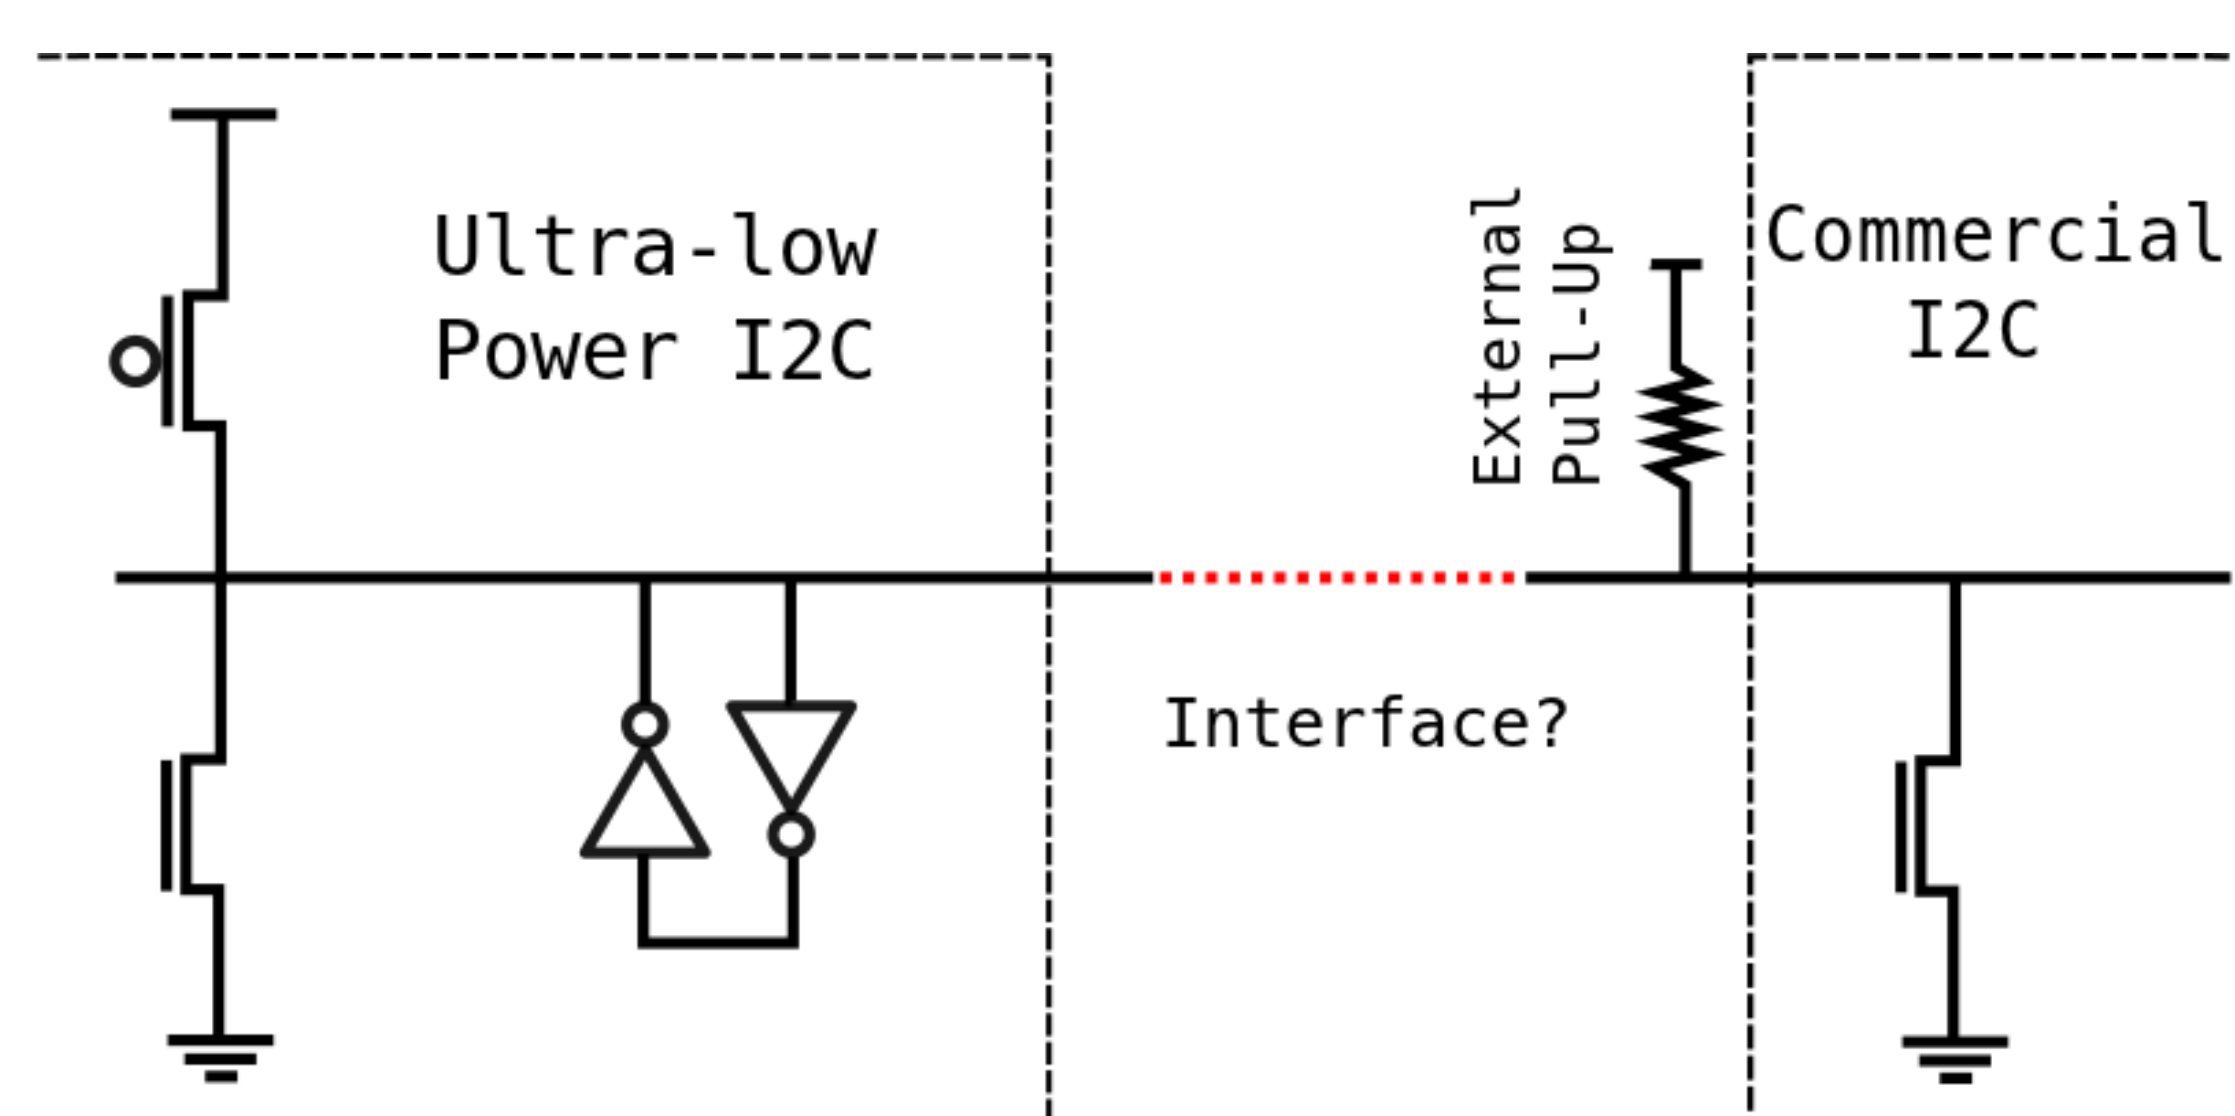 Ultra-low
Power I2C
External
Pull-Up
Commercial
I2C
Interface?